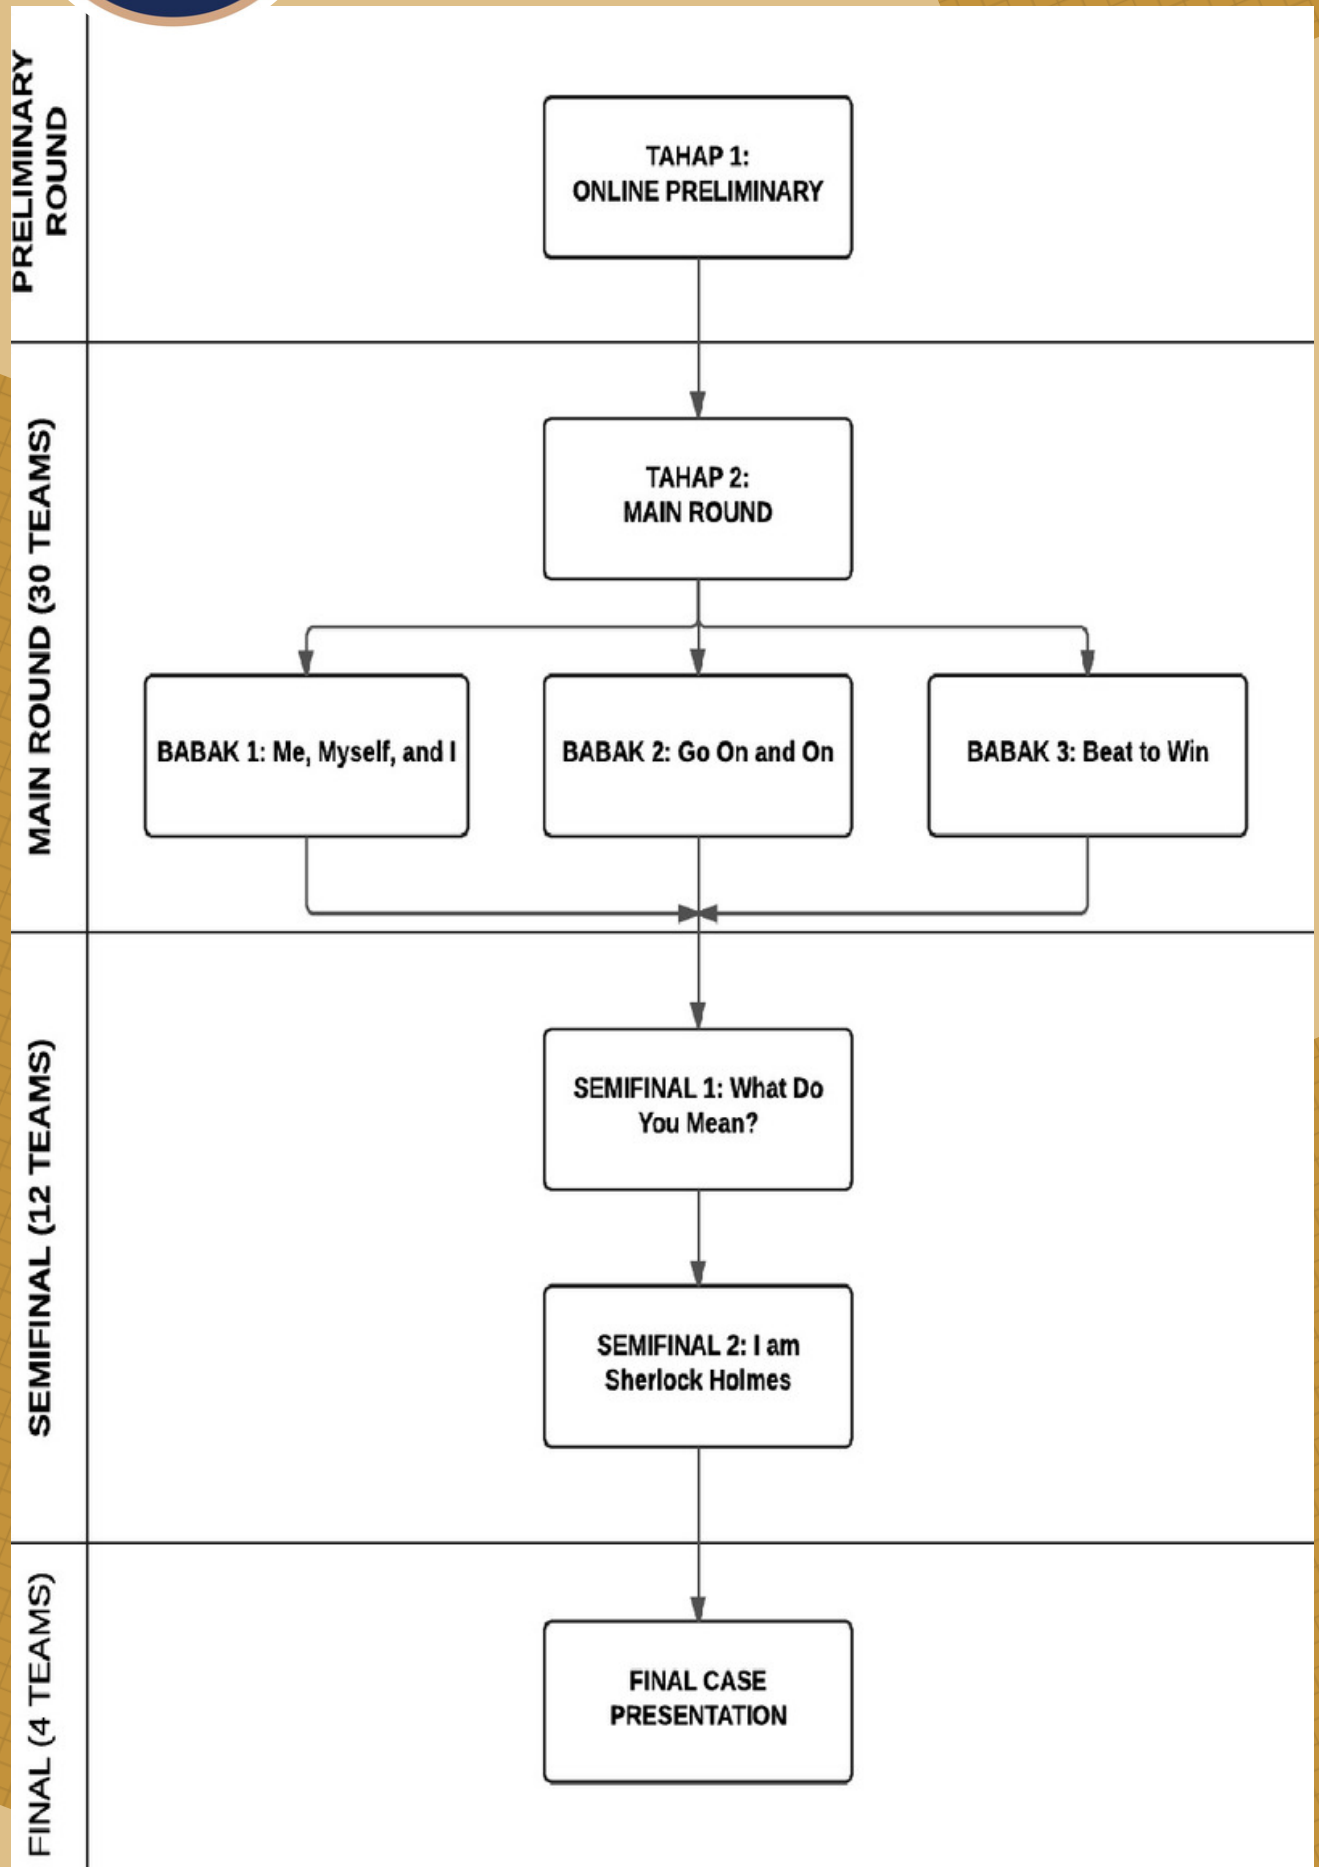 PRELIMINARY
ROUND
TAHAP 1:
ONLINE PRELIMINARY
MAIN ROUND (30 TEAMS)
TAHAP 2:
MAIN ROUND
BABAK 1: Me, Myself, and I
BABAK 2: Go On and On
BABAK 3: Beat to Win
SEMIFINAL (12 TEAMS)
SEMIFINAL 1: What Do
You Mean?
SEMIFINAL 2: I am
Sherlock Holmes
FINAL (4 TEAMS)
FINAL CASE
PRESENTATION